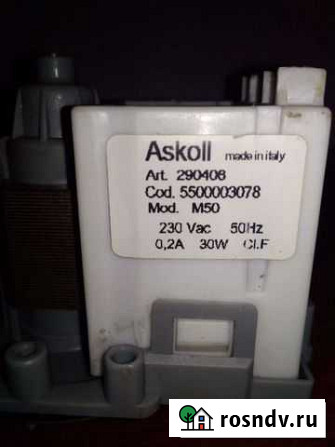 Askoll made in italy
Art. 290406
Cod. 5500003078
Mod. M50
230 Vac 50Hz
0,2A 30W Cl.F
rosndv.ru